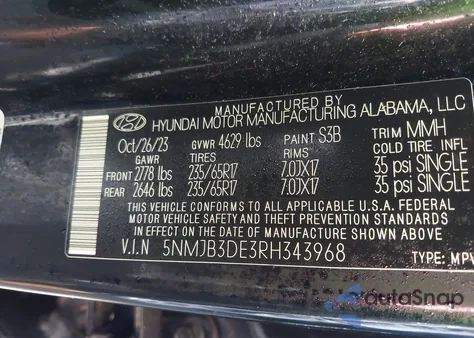 MANUFACTURED BY
HYUNDAI MOTOR MANUFACTURING ALABAMA, LLC
Oct/26/23 GVWR 4629 lbs PAINT S3B TRIM MMH
GAWR TIRES RIMS COLD TIRE INFL
FRONT 2778 lbs 235/65R17 7.0JX17 35 psi SINGLE
REAR 2646 lbs 235/65R17 7.0JX17 35 psi SINGLE
THIS VEHICLE CONFORMS TO ALL APPLICABLE U.S.A. FEDERAL
MOTOR VEHICLE SAFETY AND THEFT PREVENTION STANDARDS
IN EFFECT ON THE DATE OF MANUFACTURE SHOWN ABOVE
V.I.N 5NMJB3DE3RH343968 TYPE: MPV
autoSnap